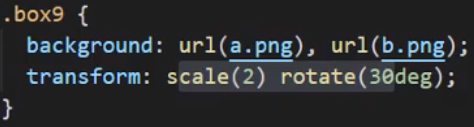 .box9 {
background: url(a.png), url(b.png);
transform: scale(2) rotate(30deg);
}